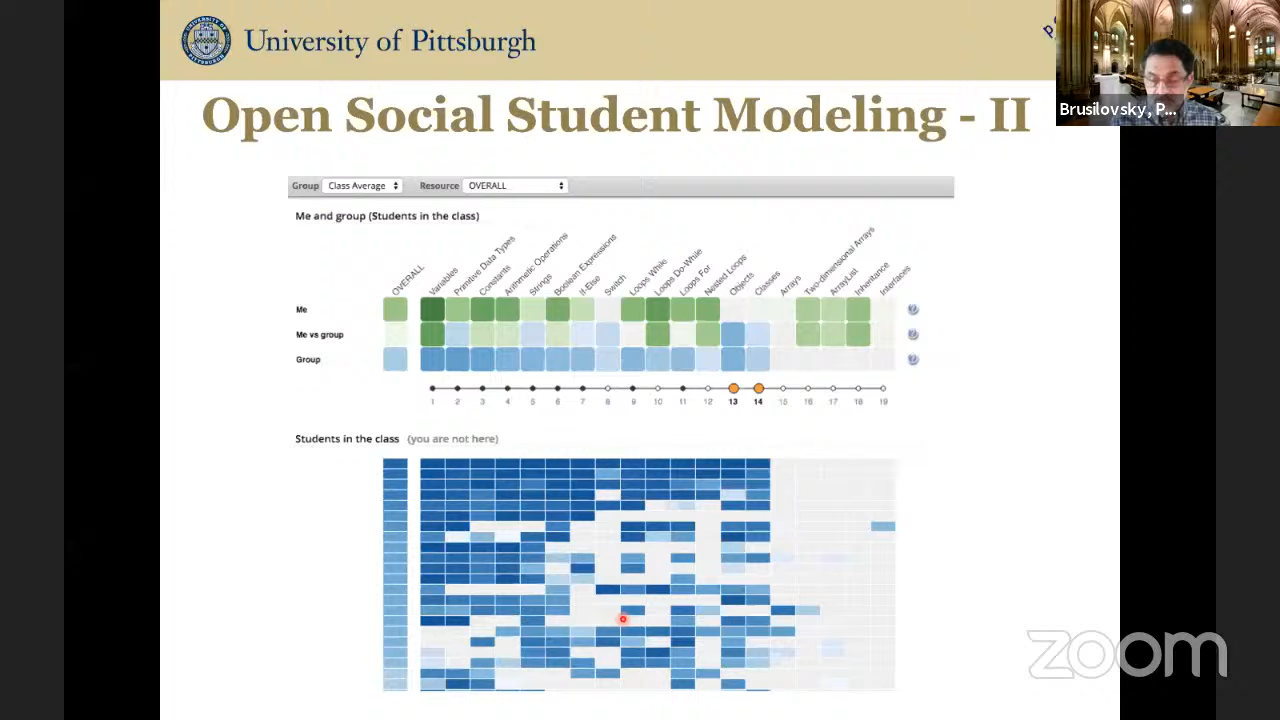 University of Pittsburgh
Brusilovsky, P...
Open Social Student Modeling - II
Group Class Average Resource OVERALL
Me and group (Students in the class)
OVERALL Variables Primitive Data Types Constants Arithmetic Operations Strings Boolean Expressions If-Else Switch Loops While Loops Do-While Loops For Nested Loops Objects Classes Arrays Two-dimensional Arrays ArrayList Inheritance Interfaces
Me
Me vs group
Group
1 2 3 4 5 6 7 8 9 10 11 12 13 14 15 16 17 18 19
Students in the class (you are not here)
zoom